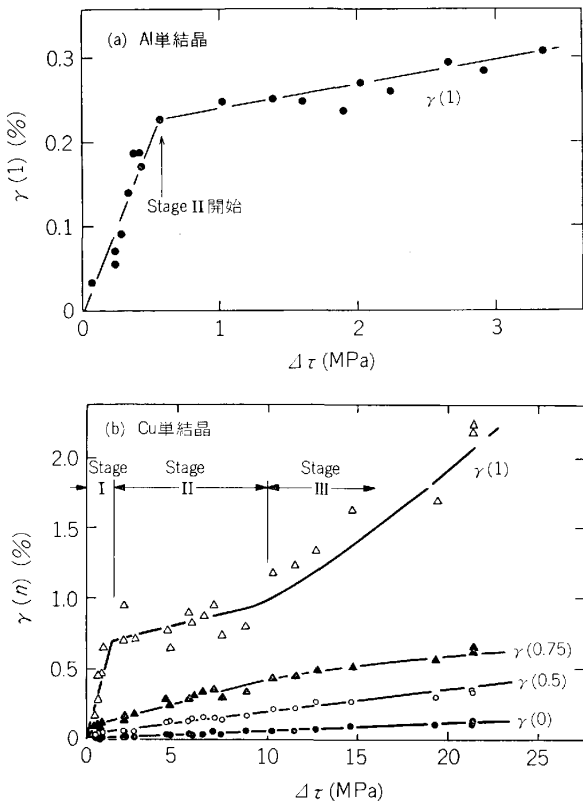 (a) Al単結晶
0.3
0.2
0.1
0
γ(1) (%)
γ(1)
Stage II 開始
0
1
2
3
Δτ (MPa)
(b) Cu単結晶
Stage I
Stage II
Stage III
2.0
1.5
1.0
0.5
0
γ(n) (%)
γ(1)
γ(0.75)
γ(0.5)
γ(0)
0
5
10
15
20
25
Δτ (MPa)